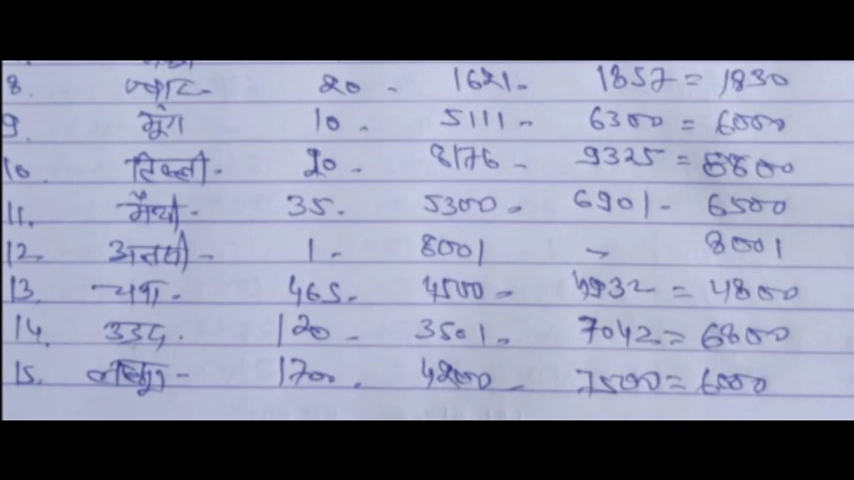 8. ज्वार- 20 - 1621- 1857 = 1830
9. मूंग 10 - 5111 - 6300 = 6000
10. तिल्ली - 20 - 8176 - 9325 = 8800
11. मैथी - 35. 5300 - 6901 - 6500
12. अलसी - 1 - 8001 - 8001
13. चना - 465. 4500 - 4932 = 4800
14. उड़द. 120 - 3501 - 7042 = 6800
15. लहसुन - 1700 - 4200 - 7500 = 6000